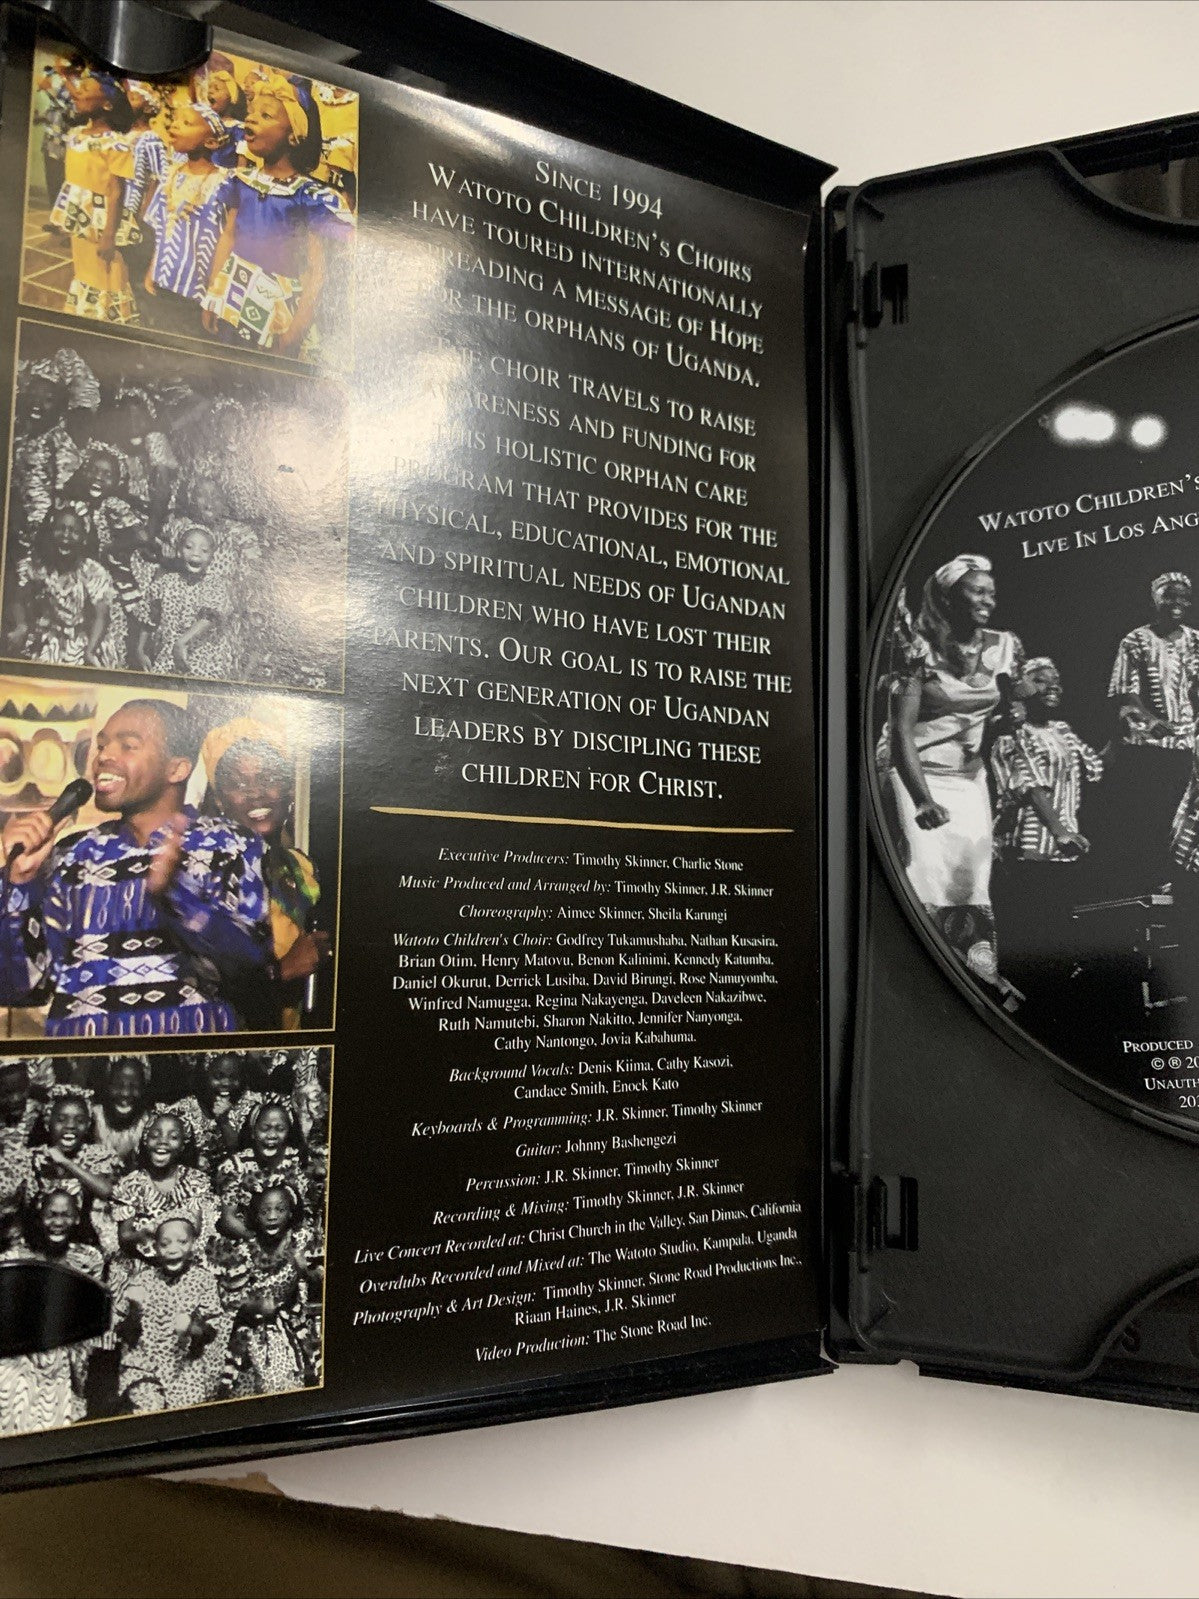 Since 1994
Watoto Children's Choirs
have toured internationally
spreading a message of Hope
for the orphans of Uganda.
The choir travels to raise
awareness and funding for
this holistic orphan care
program that provides for the
physical, educational, emotional
and spiritual needs of Ugandan
children who have lost their
parents. Our goal is to raise the
next generation of Ugandan
leaders by discipling these
children for Christ.
Executive Producers: Timothy Skinner, Charlie Stone
Music Produced and Arranged by: Timothy Skinner, J.R. Skinner
Choreography: Aimee Skinner, Sheila Karungi
Watoto Children's Choir: Godfrey Tukamushaba, Nathan Kusasira,
Brian Otim, Henry Matovu, Benon Kalinimi, Kennedy Katumba,
Daniel Okurut, Derrick Lusiba, David Birungi, Rose Namuyomba,
Winfred Namugga, Regina Nakayenga, Daveleen Nakazibwe,
Ruth Namutebi, Sharon Nakitto, Jennifer Nanyonga,
Cathy Nantongo, Jovia Kabahuma.
Background Vocals: Denis Kiima, Cathy Kasozi,
Candace Smith, Enock Kato
Keyboards & Programming: J.R. Skinner, Timothy Skinner
Guitar: Johnny Bashengezi
Percussion: J.R. Skinner, Timothy Skinner
Recording & Mixing: Timothy Skinner, J.R. Skinner
Live Concert Recorded at: Christ Church in the Valley, San Dimas, California
Overdubs Recorded and Mixed at: The Watoto Studio, Kampala, Uganda
Photography & Art Design: Timothy Skinner, Stone Road Productions Inc.,
Riaan Haines, J.R. Skinner
Video Production: The Stone Road Inc.
Watoto Children's
Live In Los Ang
Produced
© ® 20
Unauth
202